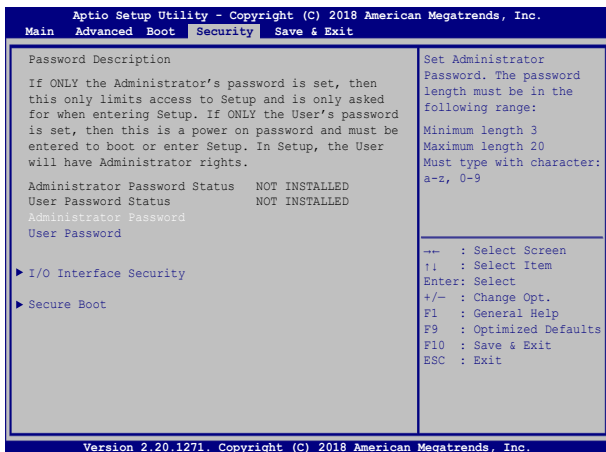 Aptio Setup Utility - Copyright (C) 2018 American Megatrends, Inc.
Main Advanced Boot Security Save & Exit
Password Description
If ONLY the Administrator's password is set, then
this only limits access to Setup and is only asked
for when entering Setup. If ONLY the User's password
is set, then this is a power on password and must be
entered to boot or enter Setup. In Setup, the User
will have Administrator rights.
Administrator Password Status NOT INSTALLED
User Password Status NOT INSTALLED
Administrator Password
User Password
▶ I/O Interface Security
▶ Secure Boot
Set Administrator
Password. The password
length must be in the
following range:
Minimum length 3
Maximum length 20
Must type with character:
a-z, 0-9
→← : Select Screen
↑↓ : Select Item
Enter: Select
+/— : Change Opt.
F1 : General Help
F9 : Optimized Defaults
F10 : Save & Exit
ESC : Exit
Version 2.20.1271. Copyright (C) 2018 American Megatrends, Inc.